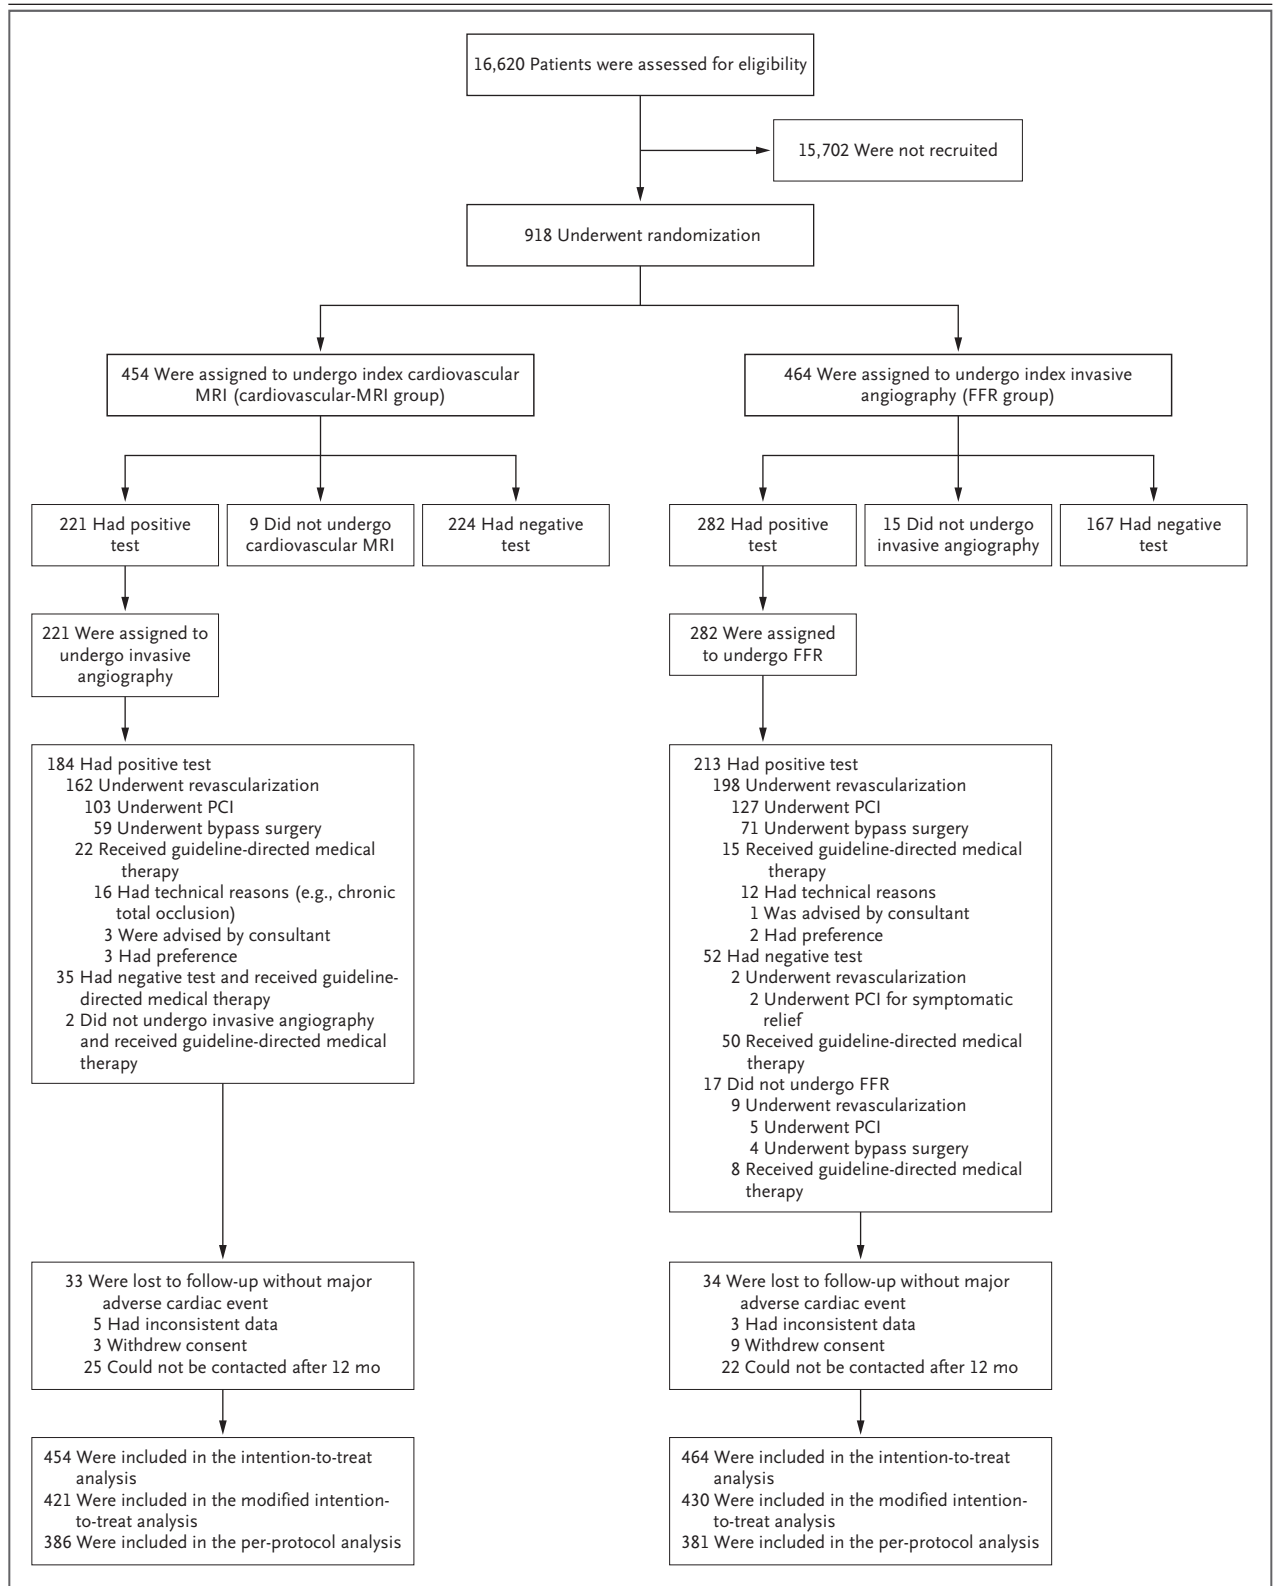 16,620 Patients were assessed for eligibility
15,702 Were not recruited
918 Underwent randomization
454 Were assigned to undergo index cardiovascular
MRI (cardiovascular-MRI group)
464 Were assigned to undergo index invasive
angiography (FFR group)
221 Had positive
test
9 Did not undergo
cardiovascular MRI
224 Had negative
test
282 Had positive
test
15 Did not undergo
invasive angiography
167 Had negative
test
221 Were assigned to
undergo invasive
angiography
282 Were assigned
to undergo FFR
184 Had positive test
162 Underwent revascularization
103 Underwent PCI
59 Underwent bypass surgery
22 Received guideline-directed medical
therapy
16 Had technical reasons (e.g., chronic
total occlusion)
3 Were advised by consultant
3 Had preference
35 Had negative test and received guideline-
directed medical therapy
2 Did not undergo invasive angiography
and received guideline-directed medical
therapy
213 Had positive test
198 Underwent revascularization
127 Underwent PCI
71 Underwent bypass surgery
15 Received guideline-directed medical
therapy
12 Had technical reasons
1 Was advised by consultant
2 Had preference
52 Had negative test
2 Underwent revascularization
2 Underwent PCI for symptomatic
relief
50 Received guideline-directed medical
therapy
17 Did not undergo FFR
9 Underwent revascularization
5 Underwent PCI
4 Underwent bypass surgery
8 Received guideline-directed medical
therapy
33 Were lost to follow-up without major
adverse cardiac event
5 Had inconsistent data
3 Withdrew consent
25 Could not be contacted after 12 mo
34 Were lost to follow-up without major
adverse cardiac event
3 Had inconsistent data
9 Withdrew consent
22 Could not be contacted after 12 mo
454 Were included in the intention-to-treat
analysis
421 Were included in the modified intention-
to-treat analysis
386 Were included in the per-protocol analysis
464 Were included in the intention-to-treat
analysis
430 Were included in the modified intention-
to-treat analysis
381 Were included in the per-protocol analysis